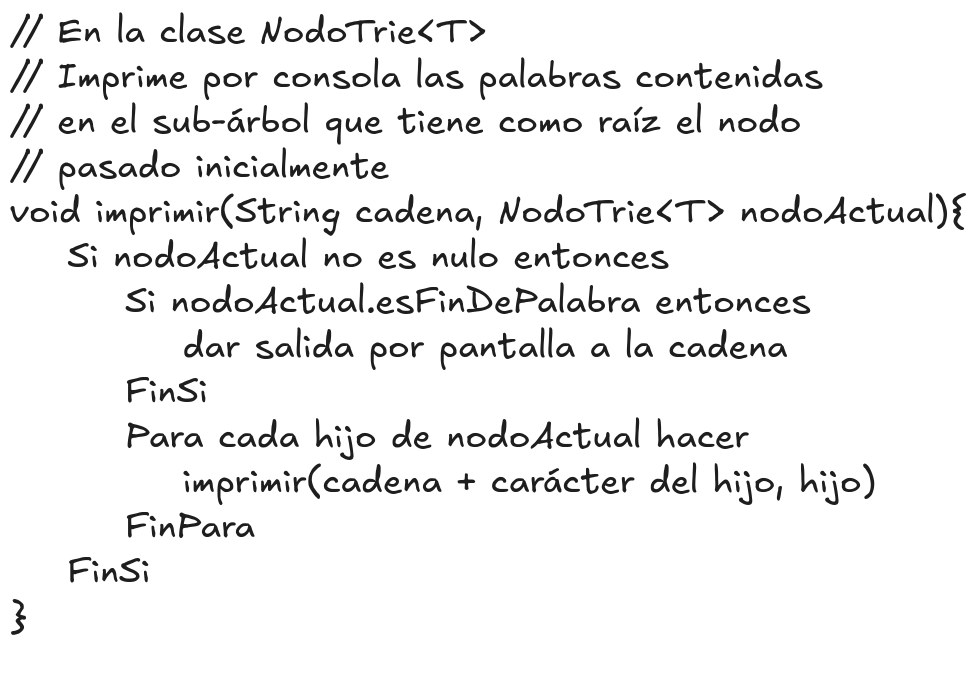 // En la clase NodoTrie<T>
// Imprime por consola las palabras contenidas
// en el sub-árbol que tiene como raíz el nodo
// pasado inicialmente
void imprimir(String cadena, NodoTrie<T> nodoActual){
Si nodoActual no es nulo entonces
Si nodoActual.esFinDePalabra entonces
dar salida por pantalla a la cadena
FinSi
Para cada hijo de nodoActual hacer
imprimir(cadena + carácter del hijo, hijo)
FinPara
FinSi
}